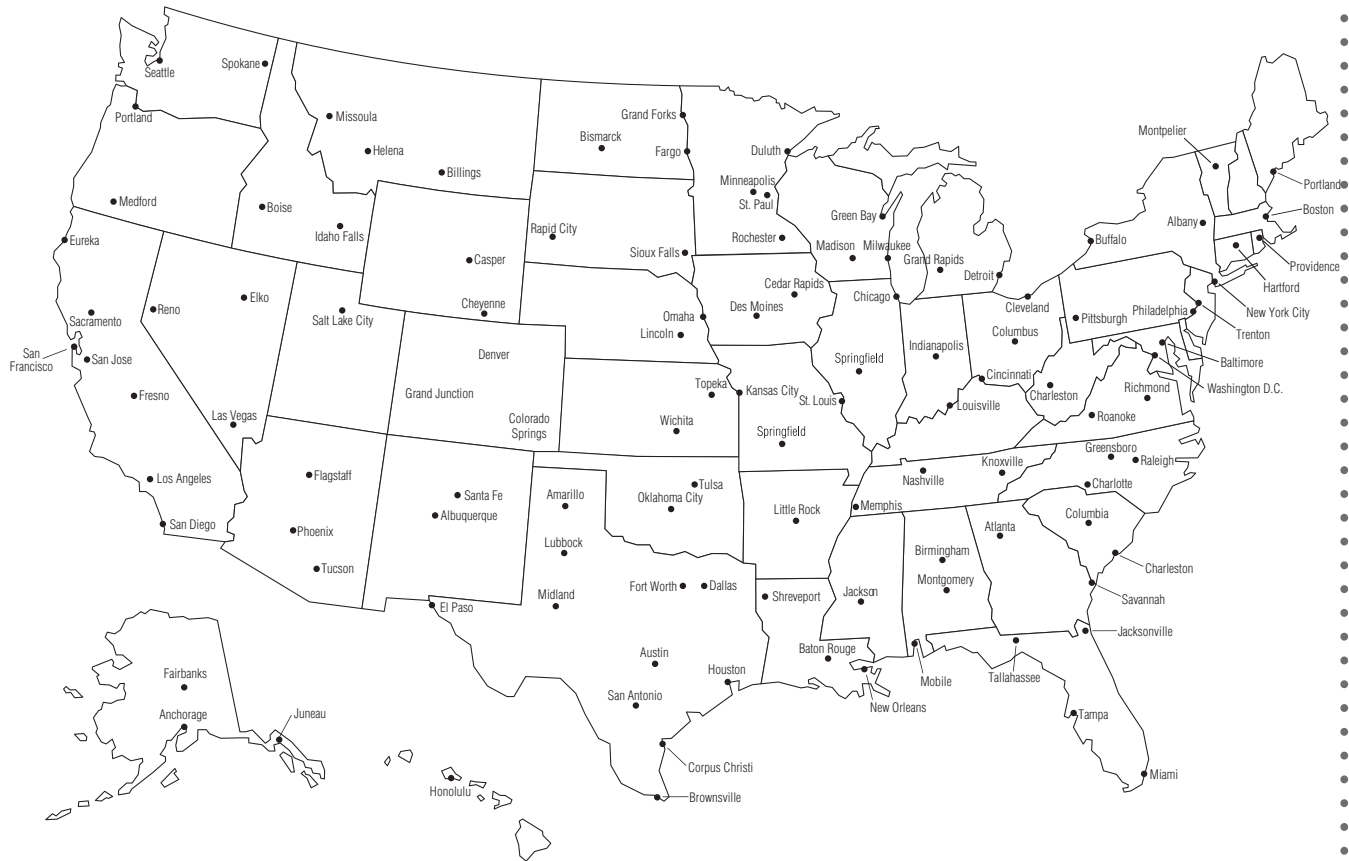 Seattle
Spokane
Portland
Medford
Missoula
Helena
Billings
Boise
Idaho Falls
Grand Forks
Bismarck
Fargo
Duluth
Minneapolis
St. Paul
Rochester
Rapid City
Sioux Falls
Green Bay
Madison
Milwaukee
Grand Rapids
Detroit
Montpelier
Portland
Albany
Boston
Buffalo
Providence
Hartford
New York City
Trenton
Philadelphia
Pittsburgh
Baltimore
Washington D.C.
Eureka
Sacramento
San
Francisco
San Jose
Fresno
Los Angeles
San Diego
Reno
Elko
Las Vegas
Salt Lake City
Casper
Cheyenne
Denver
Grand Junction
Colorado
Springs
Omaha
Lincoln
Cedar Rapids
Des Moines
Chicago
Springfield
Indianapolis
Cleveland
Columbus
Cincinnati
Charleston
Richmond
Roanoke
Louisville
Topeka
Kansas City
Wichita
St. Louis
Springfield
Flagstaff
Phoenix
Tucson
Santa Fe
Albuquerque
Amarillo
Lubbock
Midland
El Paso
Oklahoma City
Tulsa
Little Rock
Memphis
Nashville
Knoxville
Greensboro
Raleigh
Charlotte
Columbia
Charleston
Atlanta
Savannah
Birmingham
Montgomery
Jackson
Shreveport
Fort Worth
Dallas
Austin
Houston
San Antonio
Corpus Christi
Brownsville
Baton Rouge
New Orleans
Mobile
Tallahassee
Jacksonville
Tampa
Miami
Fairbanks
Anchorage
Juneau
Honolulu